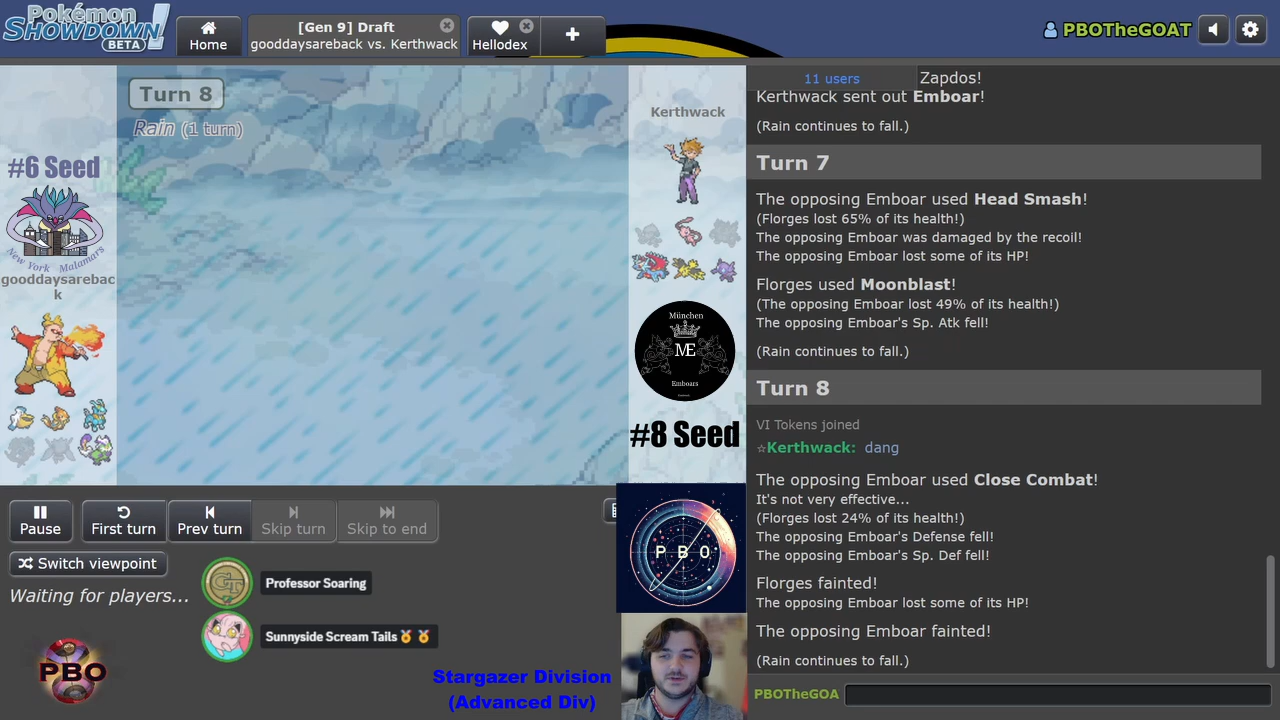 Pokémon
SHOWDOWN!
BETA
Home
[Gen 9] Draft
gooddaysareback vs. Kerthwack
Hellodex
PBOTheGOAT
Turn 8
Rain (1 turn)
#6 Seed
New York Malamars
gooddaysarebac
k
Kerthwack
München
ME
Emboars
#8 Seed
11 users
Zapdos!
Kerthwack sent out Emboar!
(Rain continues to fall.)
Turn 7
The opposing Emboar used Head Smash!
(Florges lost 65% of its health!)
The opposing Emboar was damaged by the recoil!
The opposing Emboar lost some of its HP!
Florges used Moonblast!
(The opposing Emboar lost 49% of its health!)
The opposing Emboar's Sp. Atk fell!
(Rain continues to fall.)
Turn 8
VI Tokens joined
☆Kerthwack: dang
The opposing Emboar used Close Combat!
It's not very effective...
(Florges lost 24% of its health!)
The opposing Emboar's Defense fell!
The opposing Emboar's Sp. Def fell!
Florges fainted!
The opposing Emboar lost some of its HP!
The opposing Emboar fainted!
(Rain continues to fall.)
PBOTheGOA
Pause
First turn
Prev turn
Skip turn
Skip to end
Switch viewpoint
Waiting for players...
GT
Professor Soaring
Sunnyside Scream Tails
PBO
PBO
Stargazer Division
(Advanced Div)